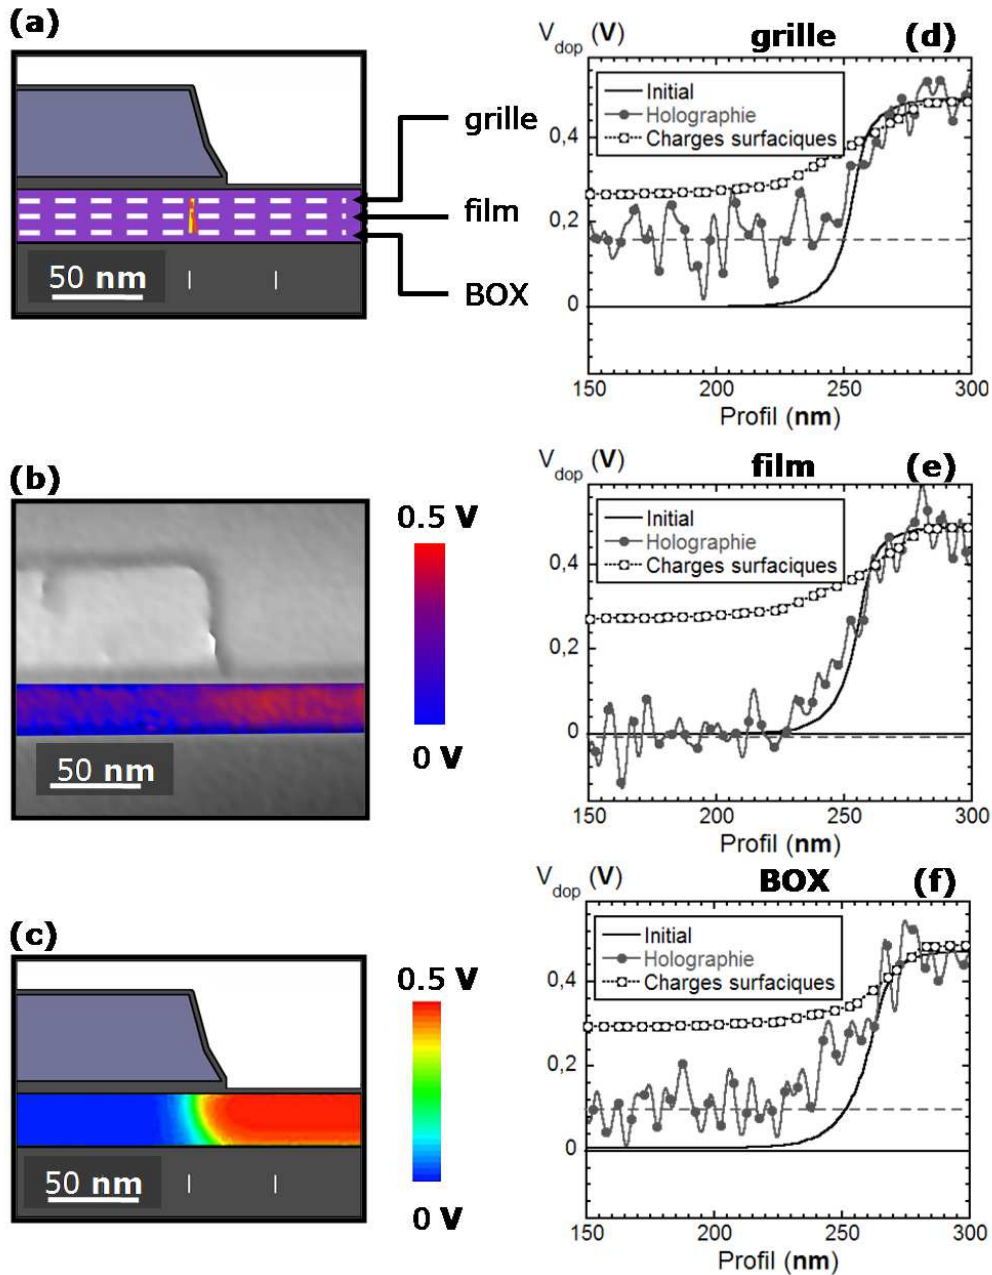 (a)
grille
film
BOX
50 nm
(b)
0.5 V
0 V
50 nm
(c)
0.5 V
0 V
50 nm
V_dop (V)
grille
(d)
Initial
Holographie
Charges surfaciques
0,4
0,2
0
150
200
250
300
Profil (nm)
V_dop (V)
film
(e)
Initial
Holographie
Charges surfaciques
0,4
0,2
0
150
200
250
300
Profil (nm)
V_dop (V)
BOX
(f)
Initial
Holographie
Charges surfaciques
0,4
0,2
0
150
200
250
300
Profil (nm)